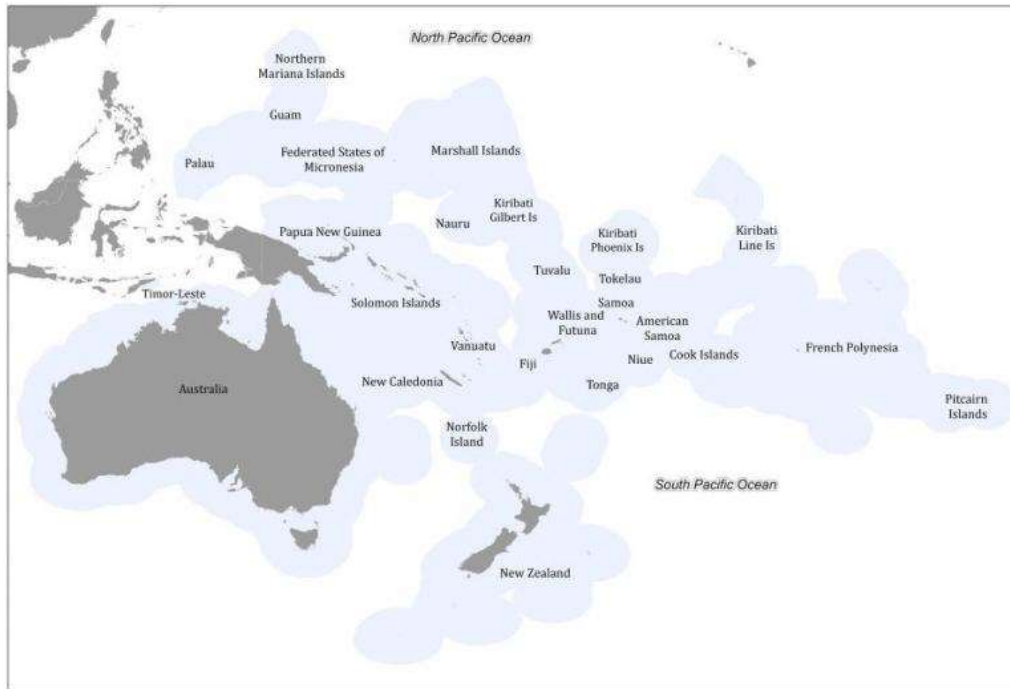 North Pacific Ocean
Northern
Mariana Islands
Guam
Palau
Federated States of
Micronesia
Marshall Islands
Nauru
Kiribati
Gilbert Is
Kiribati
Phoenix Is
Kiribati
Line Is
Papua New Guinea
Tuvalu
Tokelau
Timor-Leste
Solomon Islands
Samoa
Wallis and
Futuna
American
Samoa
Vanuatu
Fiji
Niue
Cook Islands
French Polynesia
Australia
New Caledonia
Tonga
Pitcairn
Islands
Norfolk
Island
South Pacific Ocean
New Zealand